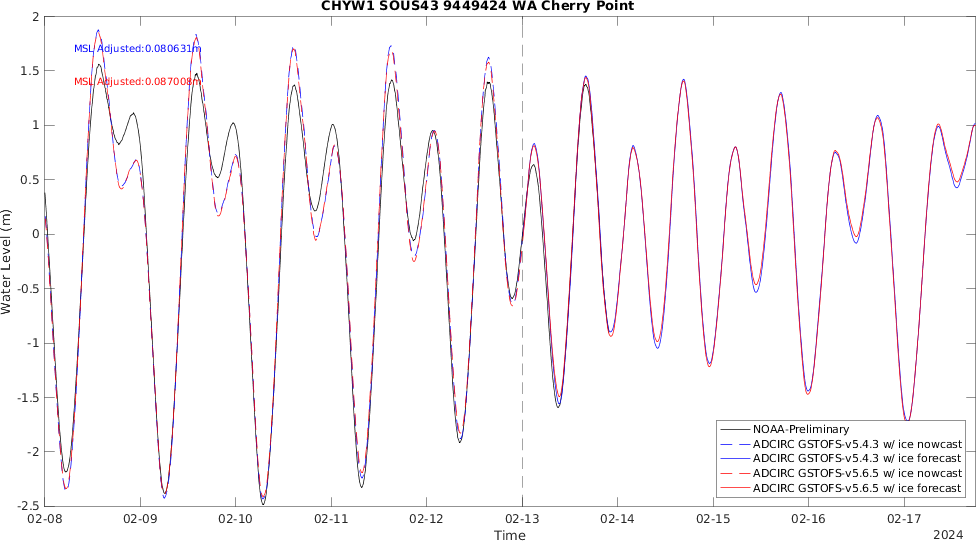 CHYW1 SOUS43 9449424 WA Cherry Point
2
1.5
1
0.5
0
-0.5
-1
-1.5
-2
-2.5
Water Level (m)
MSL Adjusted:0.080631m
MSL Adjusted:0.087008m
NOAA-Preliminary
ADCIRC GSTOFS-v5.4.3 w/ ice nowcast
ADCIRC GSTOFS-v5.4.3 w/ ice forecast
ADCIRC GSTOFS-v5.6.5 w/ ice nowcast
ADCIRC GSTOFS-v5.6.5 w/ ice forecast
02-08 02-09 02-10 02-11 02-12 02-13 02-14 02-15 02-16 02-17
Time
2024